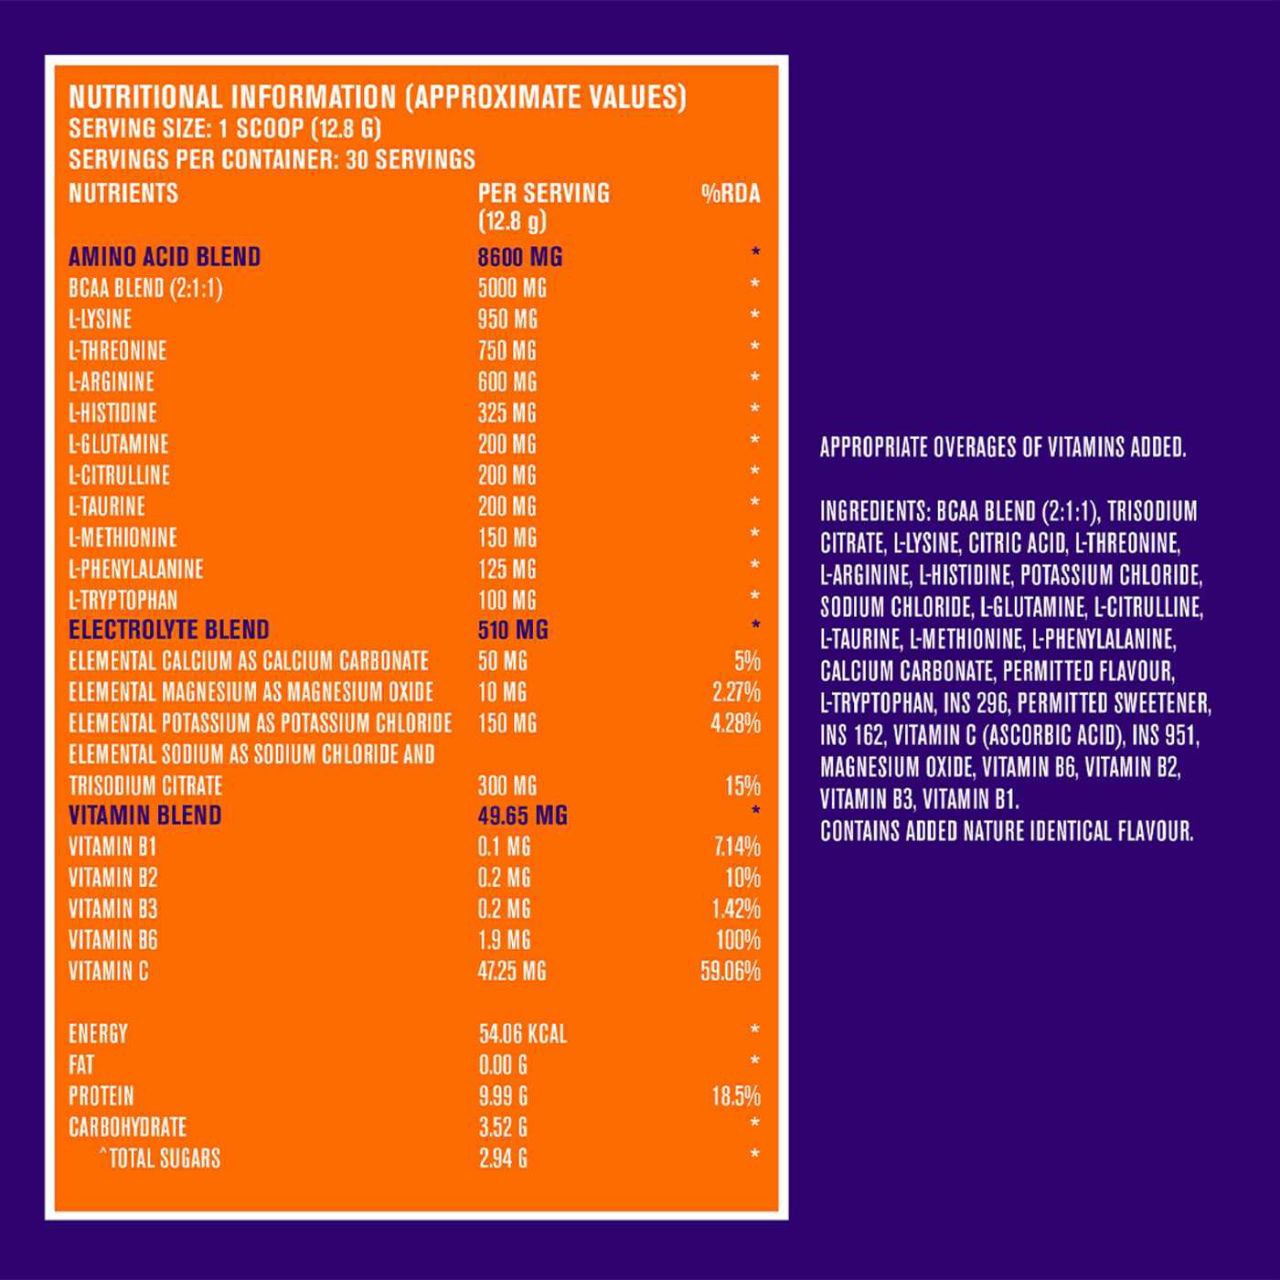 NUTRITIONAL INFORMATION (APPROXIMATE VALUES)
SERVING SIZE: 1 SCOOP (12.8 G)
SERVINGS PER CONTAINER: 30 SERVINGS
NUTRIENTS PER SERVING %RDA
(12.8 g)
AMINO ACID BLEND 8600 MG *
BCAA BLEND (2:1:1) 5000 MG *
L-LYSINE 950 MG *
L-THREONINE 750 MG *
L-ARGININE 600 MG *
L-HISTIDINE 325 MG *
L-GLUTAMINE 200 MG *
L-CITRULLINE 200 MG *
L-TAURINE 200 MG *
L-METHIONINE 150 MG *
L-PHENYLALANINE 125 MG *
L-TRYPTOPHAN 100 MG *
ELECTROLYTE BLEND 510 MG *
ELEMENTAL CALCIUM AS CALCIUM CARBONATE 50 MG 5%
ELEMENTAL MAGNESIUM AS MAGNESIUM OXIDE 10 MG 2.27%
ELEMENTAL POTASSIUM AS POTASSIUM CHLORIDE 150 MG 4.28%
ELEMENTAL SODIUM AS SODIUM CHLORIDE AND
TRISODIUM CITRATE 300 MG 15%
VITAMIN BLEND 49.65 MG *
VITAMIN B1 0.1 MG 7.14%
VITAMIN B2 0.2 MG 10%
VITAMIN B3 0.2 MG 1.42%
VITAMIN B6 1.9 MG 100%
VITAMIN C 47.25 MG 59.06%
ENERGY 54.06 KCAL *
FAT 0.00 G *
PROTEIN 9.99 G 18.5%
CARBOHYDRATE 3.52 G *
^TOTAL SUGARS 2.94 G *
APPROPRIATE OVERAGES OF VITAMINS ADDED.
INGREDIENTS: BCAA BLEND (2:1:1), TRISODIUM
CITRATE, L-LYSINE, CITRIC ACID, L-THREONINE,
L-ARGININE, L-HISTIDINE, POTASSIUM CHLORIDE,
SODIUM CHLORIDE, L-GLUTAMINE, L-CITRULLINE,
L-TAURINE, L-METHIONINE, L-PHENYLALANINE,
CALCIUM CARBONATE, PERMITTED FLAVOUR,
L-TRYPTOPHAN, INS 296, PERMITTED SWEETENER,
INS 162, VITAMIN C (ASCORBIC ACID), INS 951,
MAGNESIUM OXIDE, VITAMIN B6, VITAMIN B2,
VITAMIN B3, VITAMIN B1.
CONTAINS ADDED NATURE IDENTICAL FLAVOUR.